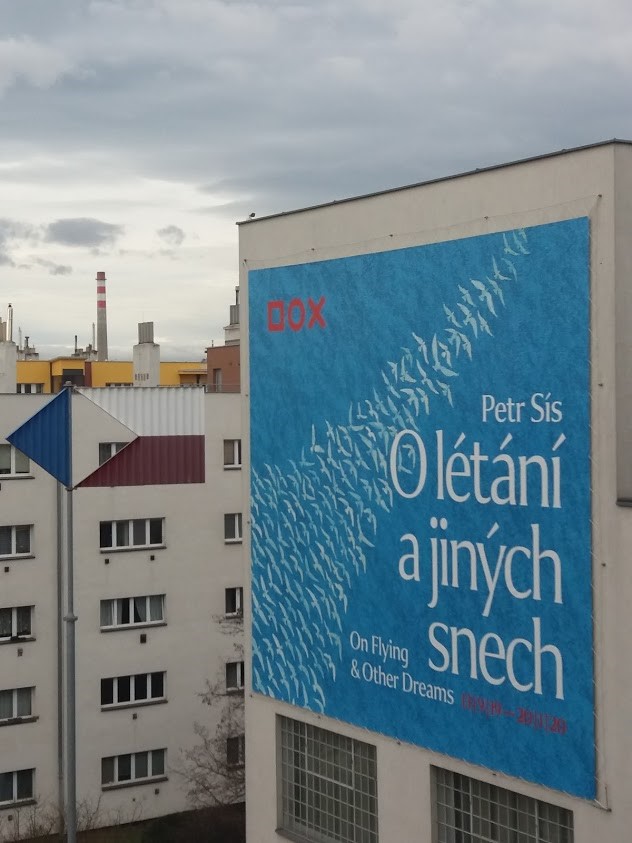 DOX
Petr Sís
O létání
a jiných
snech
On Flying
& Other Dreams